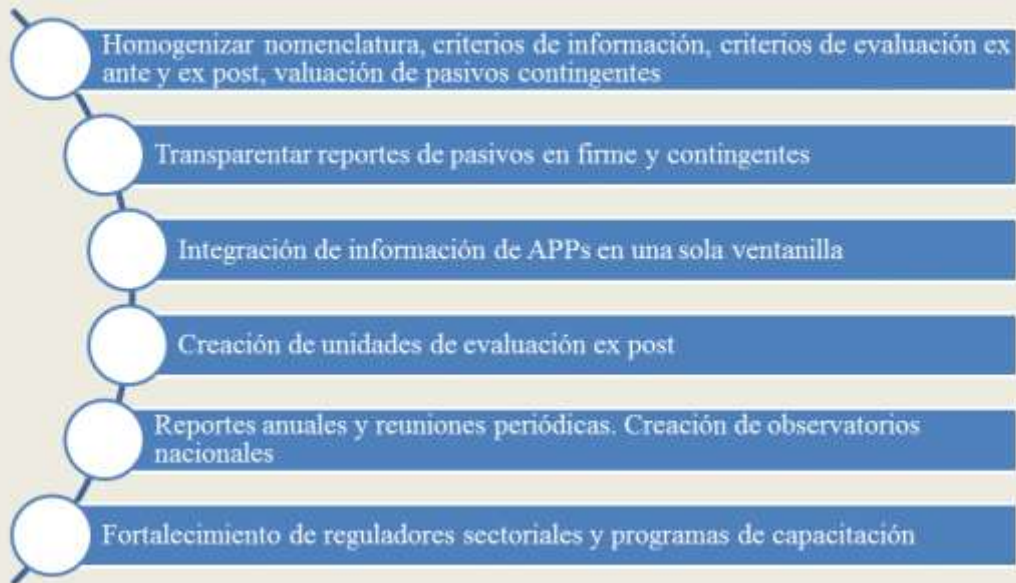 Homogenizar nomenclatura, criterios de información, criterios de evaluación ex
ante y ex post, valuación de pasivos contingentes
Transparentar reportes de pasivos en firme y contingentes
Integración de información de APPs en una sola ventanilla
Creación de unidades de evaluación ex post
Reportes anuales y reuniones periódicas. Creación de observatorios
nacionales
Fortalecimiento de reguladores sectoriales y programas de capacitación